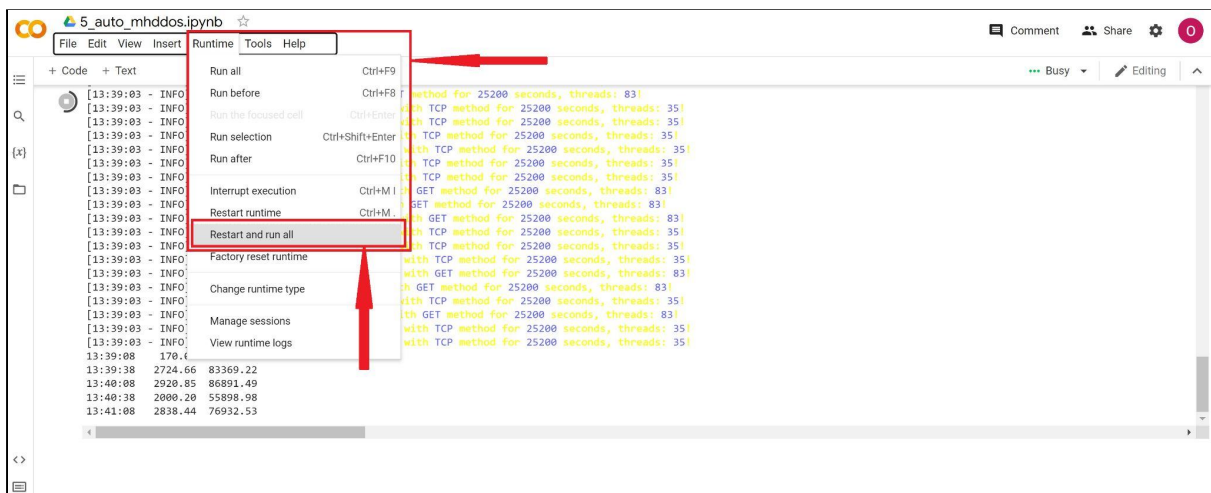 5_auto_mhddos.ipynb
File Edit View Insert Runtime Tools Help
Comment Share O
+ Code + Text
Busy Editing
Run all Ctrl+F9
Run before Ctrl+F8
Run the focused cell Ctrl+Enter
Run selection Ctrl+Shift+Enter
Run after Ctrl+F10
Interrupt execution Ctrl+M I
Restart runtime Ctrl+M .
Restart and run all
Factory reset runtime
Change runtime type
Manage sessions
View runtime logs
{x}
[13:39:03 - INFO] method for 25200 seconds, threads: 83!
[13:39:03 - INFO] with TCP method for 25200 seconds, threads: 35!
[13:39:03 - INFO] with TCP method for 25200 seconds, threads: 35!
[13:39:03 - INFO] TCP method for 25200 seconds, threads: 35!
[13:39:03 - INFO] with TCP method for 25200 seconds, threads: 35!
[13:39:03 - INFO] TCP method for 25200 seconds, threads: 35!
[13:39:03 - INFO] TCP method for 25200 seconds, threads: 35!
[13:39:03 - INFO] GET method for 25200 seconds, threads: 83!
[13:39:03 - INFO] GET method for 25200 seconds, threads: 83!
[13:39:03 - INFO] GET method for 25200 seconds, threads: 83!
[13:39:03 - INFO] TCP method for 25200 seconds, threads: 35!
[13:39:03 - INFO] TCP method for 25200 seconds, threads: 35!
[13:39:03 - INFO] with TCP method for 25200 seconds, threads: 35!
[13:39:03 - INFO] with GET method for 25200 seconds, threads: 83!
[13:39:03 - INFO] GET method for 25200 seconds, threads: 83!
[13:39:03 - INFO] with TCP method for 25200 seconds, threads: 35!
[13:39:03 - INFO] GET method for 25200 seconds, threads: 83!
[13:39:03 - INFO] with TCP method for 25200 seconds, threads: 35!
[13:39:03 - INFO] with TCP method for 25200 seconds, threads: 35!
13:39:08 170.
13:39:38 2724.66 83369.22
13:40:08 2920.85 86891.49
13:40:38 2000.20 55898.98
13:41:08 2838.44 76932.53